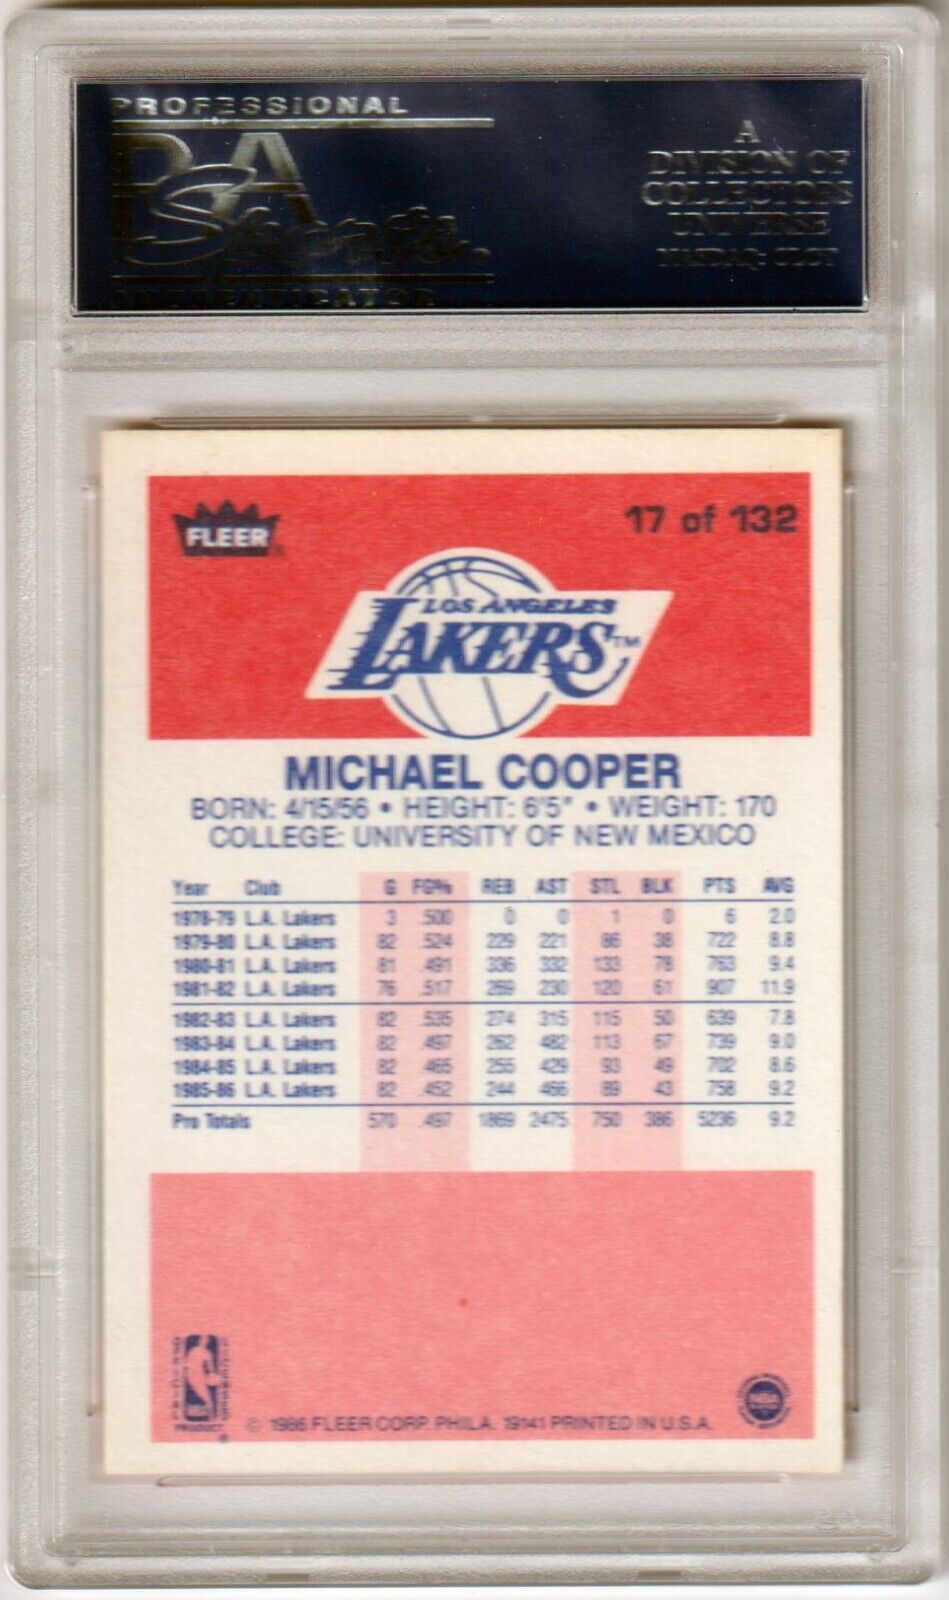 PROFESSIONAL
PSA
Sports
AUTHENTICATOR
A
DIVISION OF
COLLECTORS
UNIVERSE
NASDAQ: CLCT
FLEER
17 of 132
LOS ANGELES
LAKERS TM
MICHAEL COOPER
BORN: 4/15/56 • HEIGHT: 6'5" • WEIGHT: 170
COLLEGE: UNIVERSITY OF NEW MEXICO
Year Club G FG% REB AST STL BLK PTS AVG
1978-79 L.A. Lakers 3 .500 0 0 1 0 6 2.0
1979-80 L.A. Lakers 82 .524 229 221 86 38 722 8.8
1980-81 L.A. Lakers 81 .491 336 332 133 78 763 9.4
1981-82 L.A. Lakers 76 .517 269 230 120 61 907 11.9
1982-83 L.A. Lakers 82 .535 274 315 115 50 639 7.8
1983-84 L.A. Lakers 82 .497 262 482 113 67 739 9.0
1984-85 L.A. Lakers 82 .465 255 429 93 49 702 8.6
1985-86 L.A. Lakers 82 .452 244 466 89 43 758 9.2
Pro Totals 570 .497 1869 2475 750 386 5236 9.2
PRODUCT
© 1986 FLEER CORP. PHILA. 19141 PRINTED IN U.S.A.
NBA